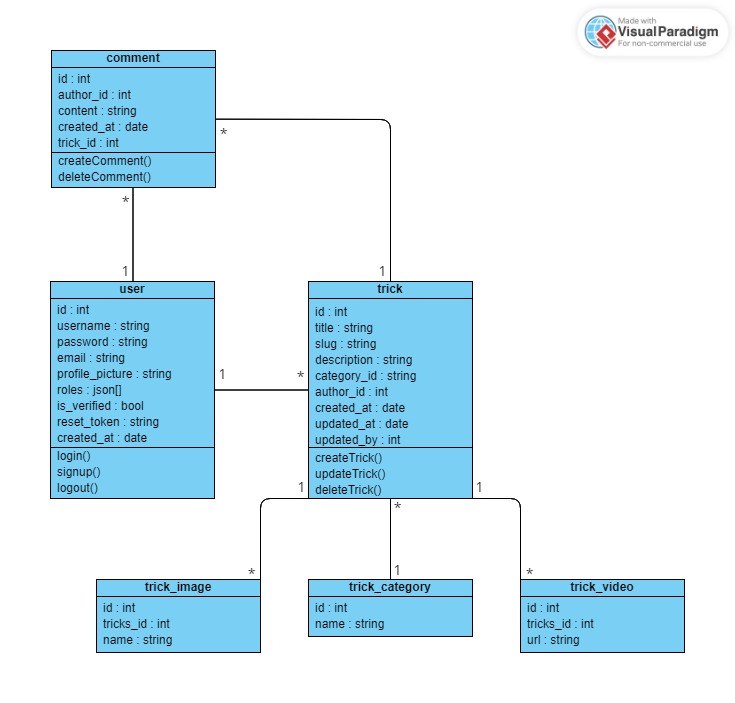 Made with
VisualParadigm
For non-commercial use
comment
id : int
author_id : int
content : string
created_at : date
trick_id : int
createComment()
deleteComment()
*
*
1
1
user
id : int
username : string
password : string
email : string
profile_picture : string
roles : json[]
is_verified : bool
reset_token : string
created_at : date
login()
signup()
logout()
1
*
trick
id : int
title : string
slug : string
description : string
category_id : string
author_id : int
created_at : date
updated_at : date
updated_by : int
createTrick()
updateTrick()
deleteTrick()
1
*
1
*
1
*
trick_image
id : int
tricks_id : int
name : string
trick_category
id : int
name : string
trick_video
id : int
tricks_id : int
url : string